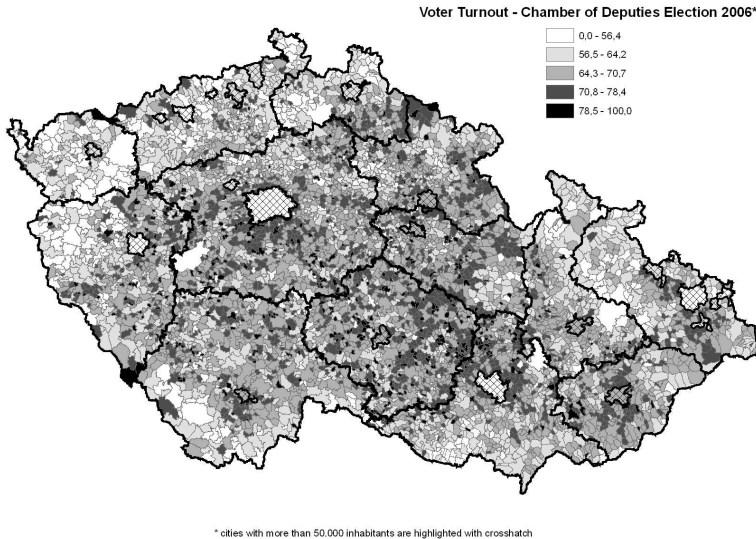 Voter Turnout - Chamber of Deputies Election 2006*
0,0 - 56,4
56,5 - 64,2
64,3 - 70,7
70,8 - 78,4
78,5 - 100,0
* cities with more than 50.000 inhabitants are highlighted with crosshatch